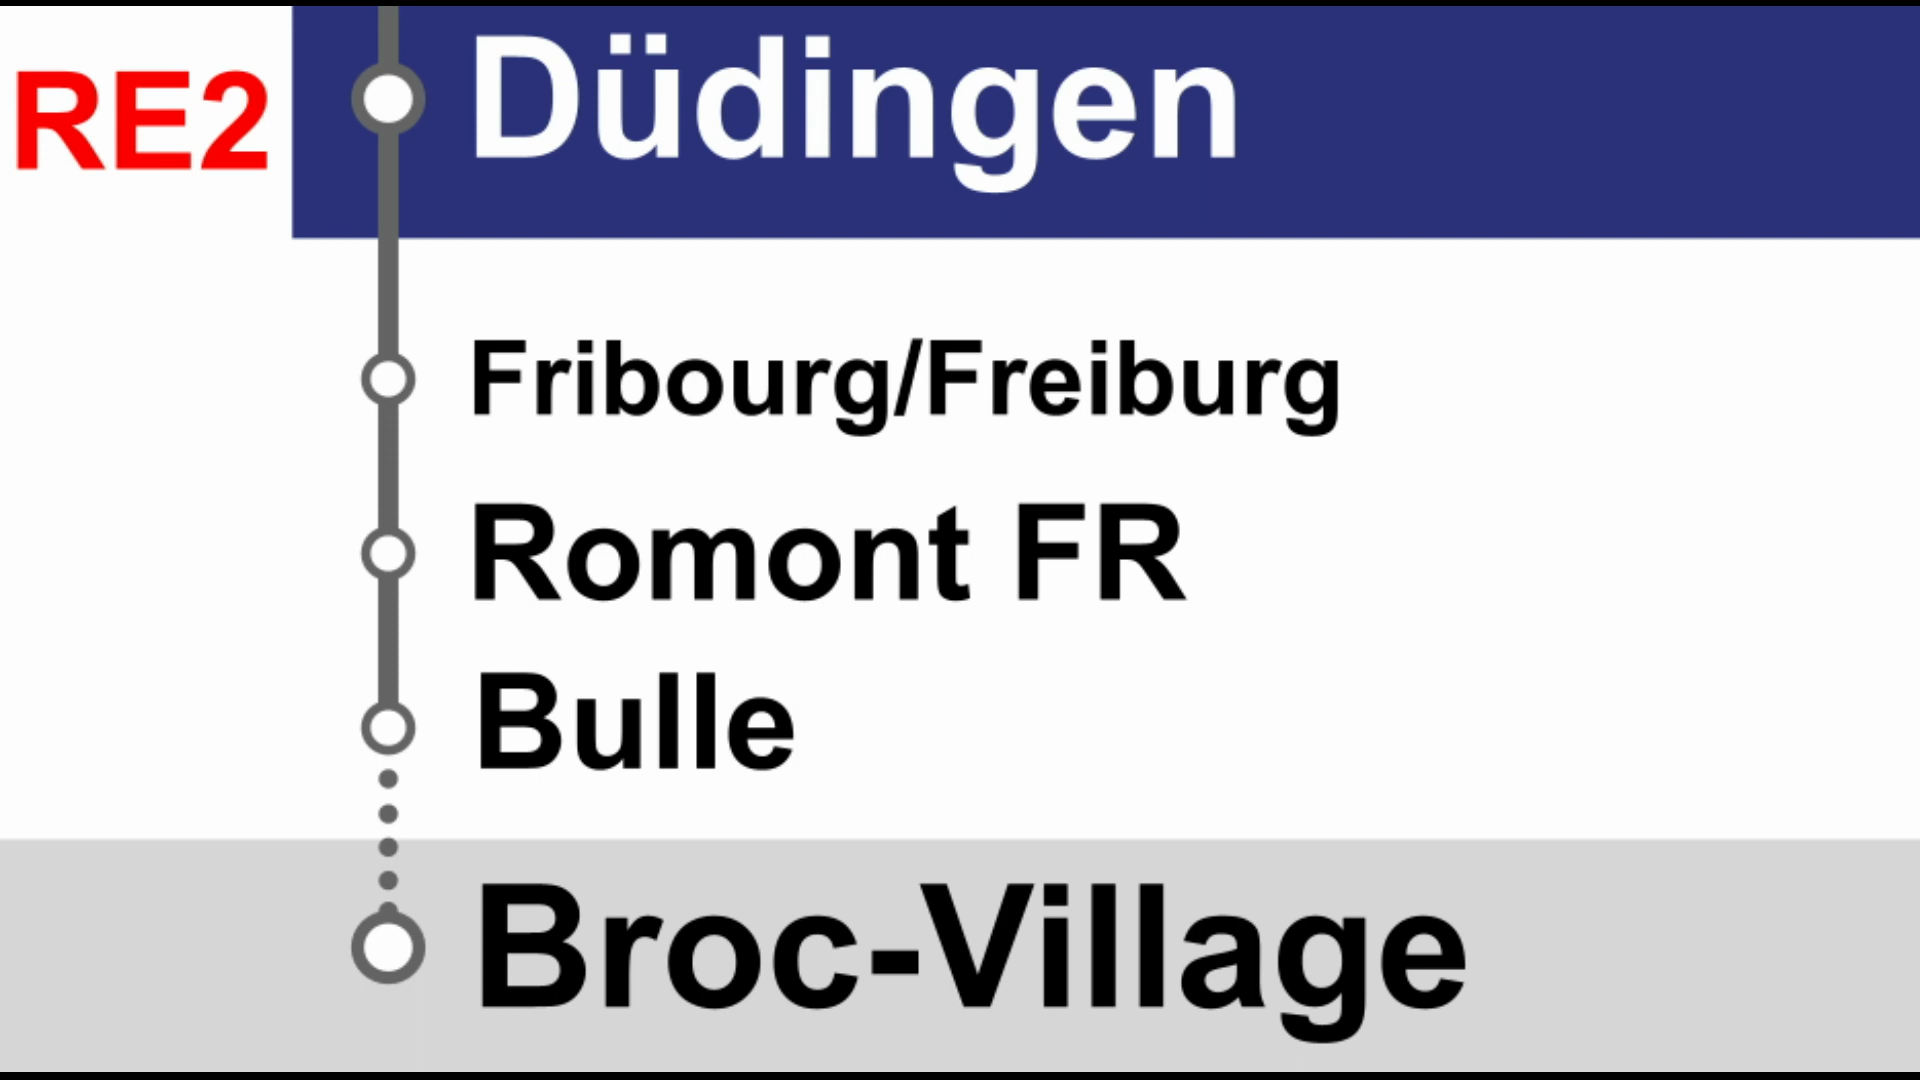 RE2
Düdingen
Fribourg/Freiburg
Romont FR
Bulle
Broc-Village